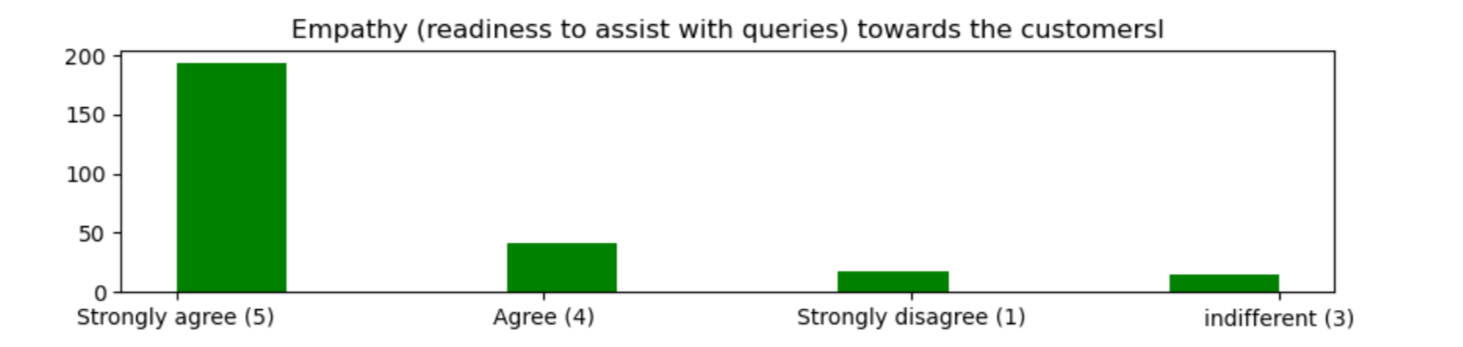 Empathy (readiness to assist with queries) towards the customersl
200
150
100
50
0
Strongly agree (5) Agree (4) Strongly disagree (1) indifferent (3)